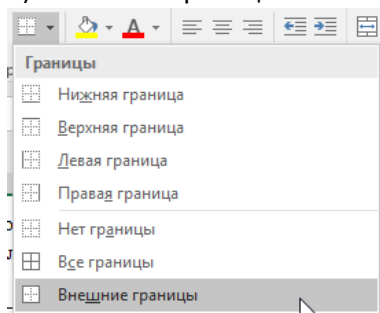 Границы
Нижняя граница
Верхняя граница
Левая граница
Правая граница
Нет границы
Все границы
Внешние границы